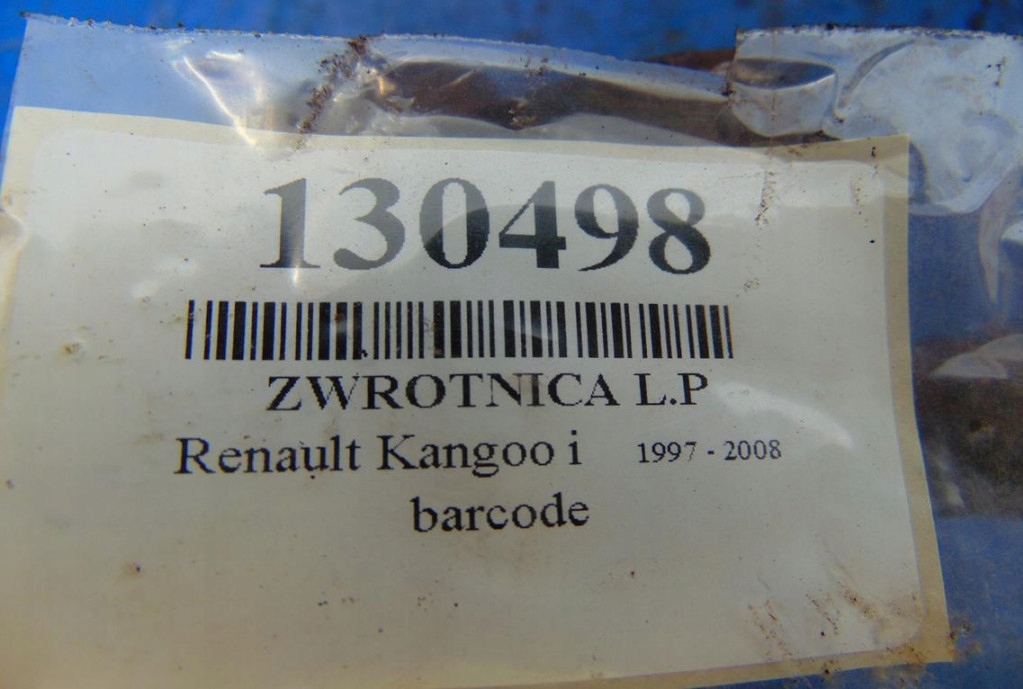 130498
ZWROTNICA L.P
Renault Kangoo i 1997 - 2008
barcode